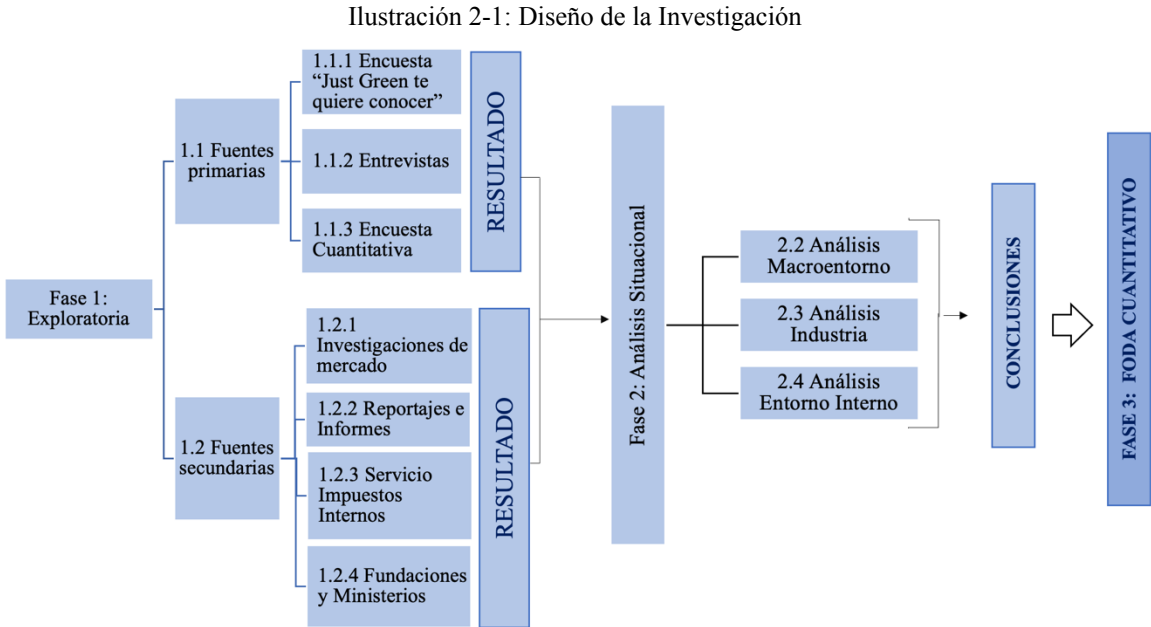 Ilustración 2-1: Diseño de la Investigación
Fase 1:
Exploratoria
1.1 Fuentes
primarias
1.1.1 Encuesta
“Just Green te
quiere conocer”
1.1.2 Entrevistas
1.1.3 Encuesta
Cuantitativa
RESULTADO
1.2 Fuentes
secundarias
1.2.1
Investigaciones de
mercado
1.2.2 Reportajes e
Informes
1.2.3 Servicio
Impuestos
Internos
1.2.4 Fundaciones
y Ministerios
RESULTADO
Fase 2: Análisis Situacional
2.2 Análisis
Macroentorno
2.3 Análisis
Industria
2.4 Análisis
Entorno Interno
CONCLUSIONES
FASE 3: FODA CUANTITATIVO